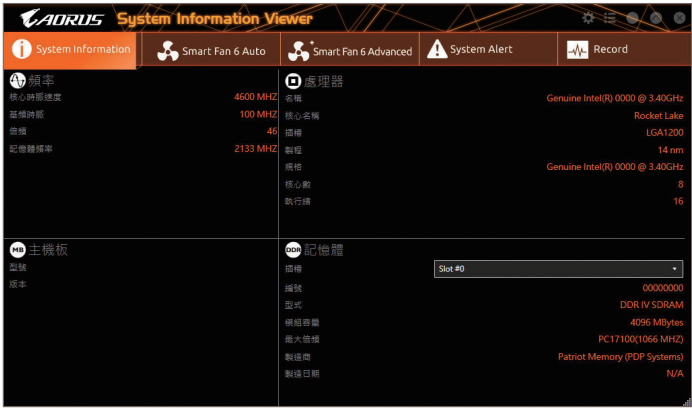 AORUS System Information Viewer
System Information
Smart Fan 6 Auto
Smart Fan 6 Advanced
System Alert
Record
頻率
核心時脈速度 4600 MHZ
基頻時脈 100 MHZ
倍頻 46
記憶體頻率 2133 MHZ
處理器
名稱 Genuine Intel(R) 0000 @ 3.40GHz
核心名稱 Rocket Lake
插槽 LGA1200
製程 14 nm
規格 Genuine Intel(R) 0000 @ 3.40GHz
核心數 8
執行緒 16
MB 主機板
型號
版本
DDR 記憶體
插槽 Slot #0
編號 00000000
型式 DDR IV SDRAM
模組容量 4096 MBytes
最大倍頻 PC17100(1066 MHZ)
製造商 Patriot Memory (PDP Systems)
製造日期 N/A